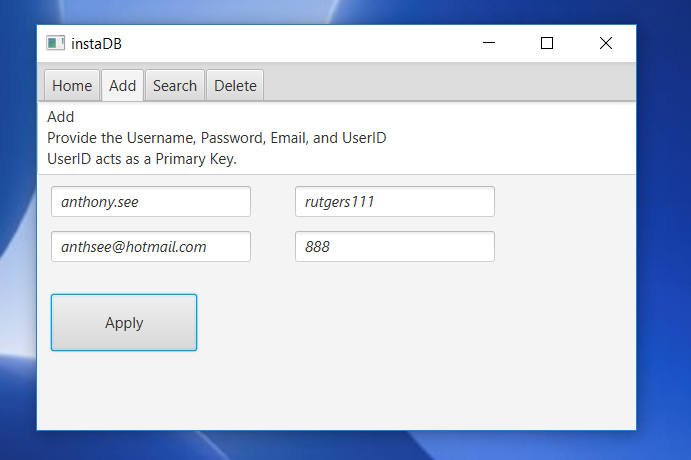 instaDB
Home Add Search Delete
Add
Provide the Username, Password, Email, and UserID
UserID acts as a Primary Key.
anthony.see rutgers111
anthsee@hotmail.com 888
Apply